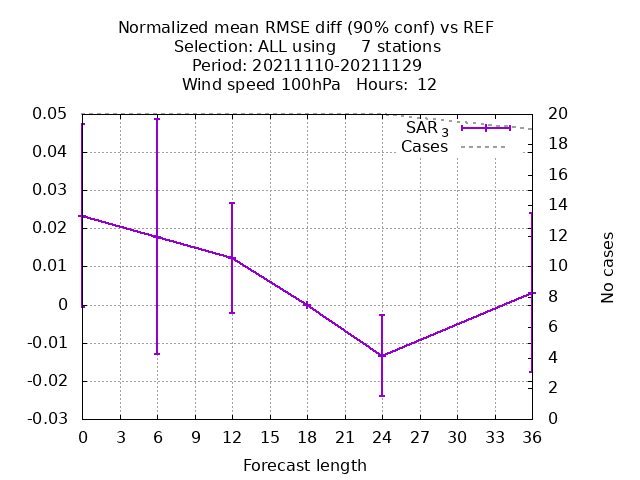 Normalized mean RMSE diff (90% conf) vs REF
Selection: ALL using     7 stations
Period: 20211110-20211129
Wind speed 100hPa   Hours:  12
SAR 3
Cases
0.05
0.04
0.03
0.02
0.01
0
-0.01
-0.02
-0.03
20
18
16
14
12
10
8
6
4
2
0
No cases
0 3 6 9 12 15 18 21 24 27 30 33 36
Forecast length